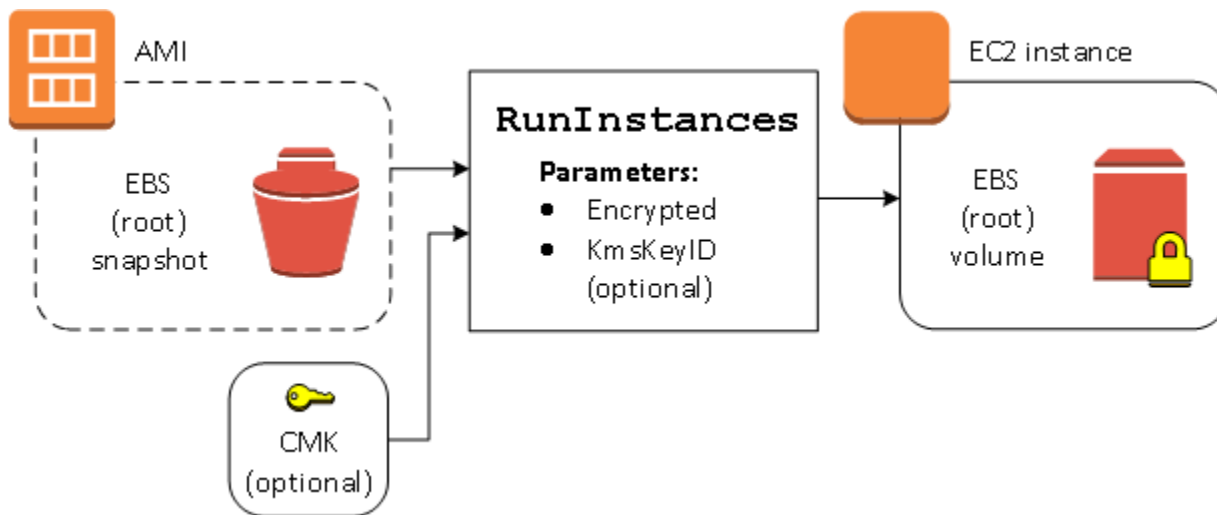 AMI
EBS
(root)
snapshot
CMK
(optional)
RunInstances
Parameters:
● Encrypted
● KmsKeyID
(optional)
EC2 instance
EBS
(root)
volume